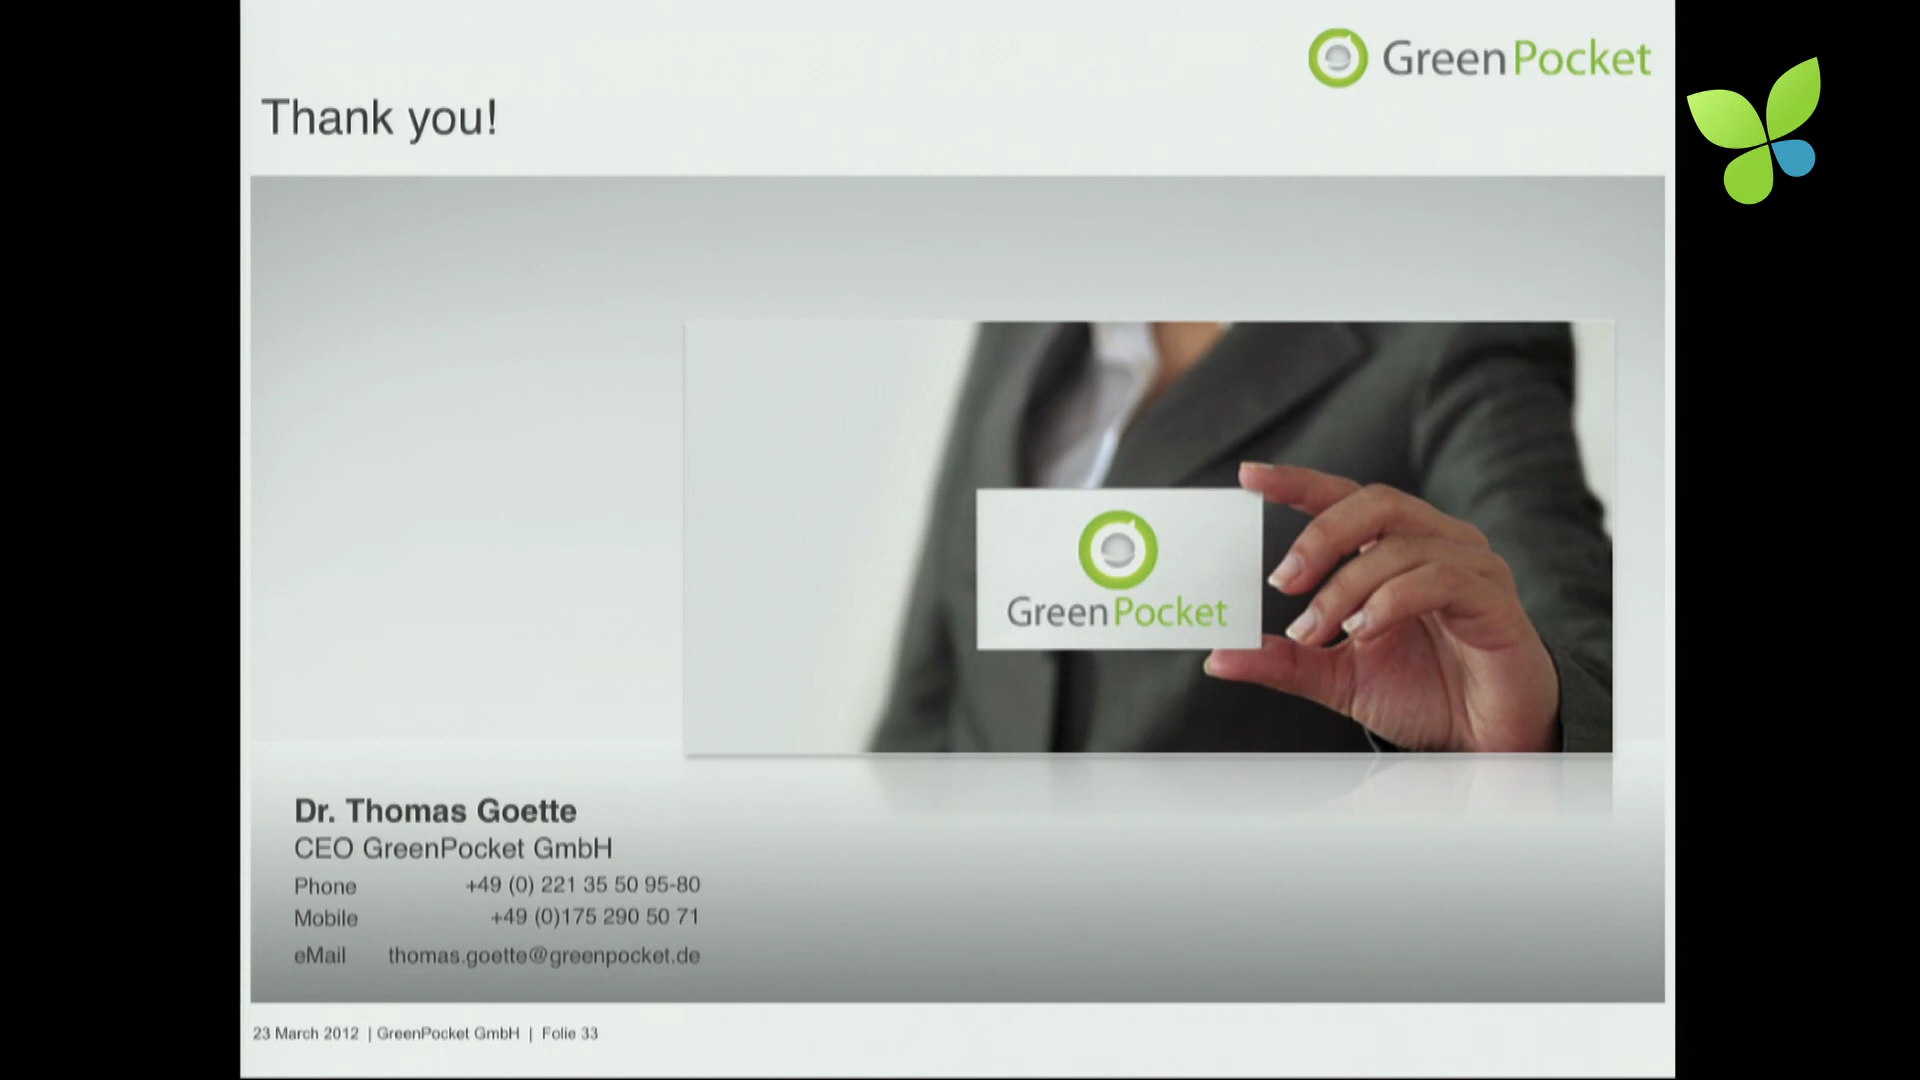 GreenPocket
Thank you!
GreenPocket
Dr. Thomas Goette
CEO GreenPocket GmbH
Phone +49 (0) 221 35 50 95-80
Mobile +49 (0)175 290 50 71
eMail thomas.goette@greenpocket.de
23 March 2012 | GreenPocket GmbH | Folie 33